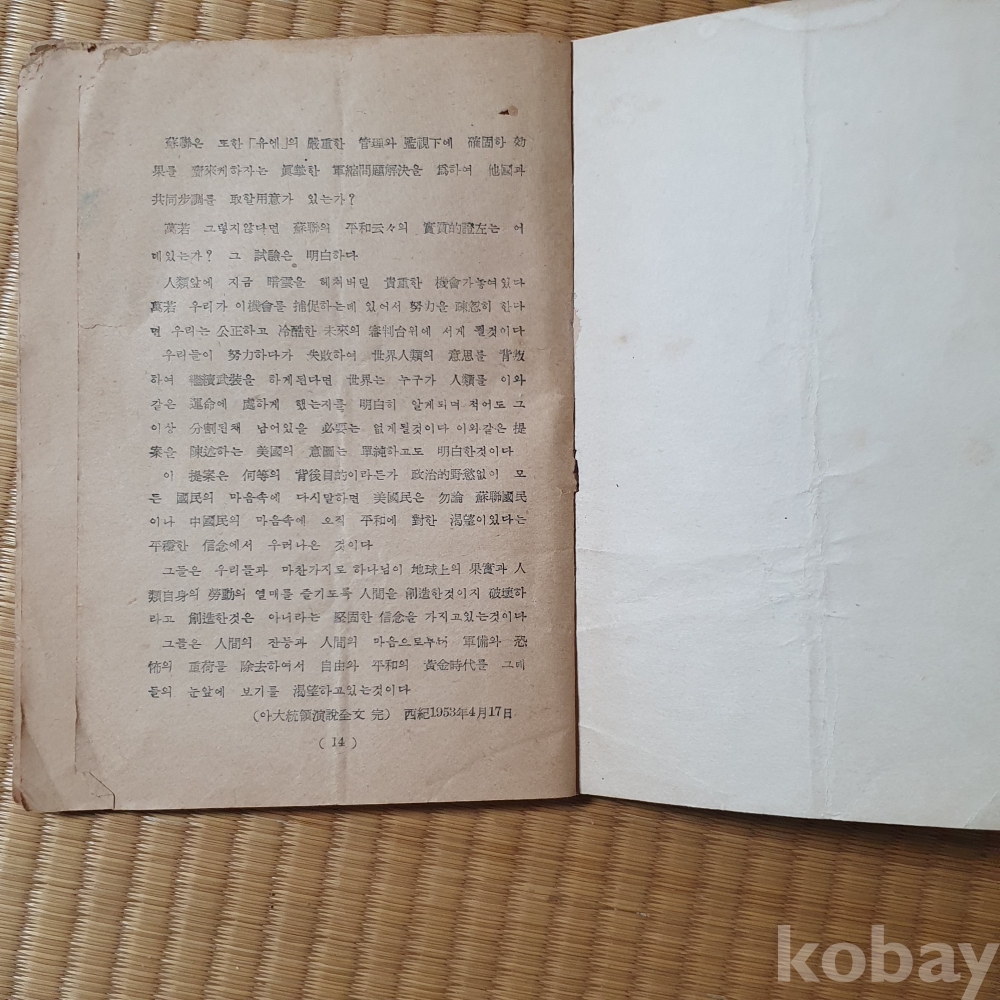 蘇聯은 또한「유엔」의 嚴重한 管理와 監視下에 確固한 効
果를 齎來케하자는 眞摯한 軍縮問題解決을 爲하여 他國과
共同步調를 取할用意가 있는가?
萬若 그렇지않다면 蘇聯의 平和云々의 實質的證左는 어
데있는가? 그 試驗은 明白하다
人類앞에 지금 暗雲을 헤쳐버릴 貴重한 機會가놓여있다
萬若 우리가 이機會를 捕促하는데 있어서 努力을 疎忽히 한다
면 우리는 公正하고 冷酷한 未來의 審判台위에 서게 될것이다
우리들이 努力하다가 失敗하여 世界人類의 意思를 背叛
하여 繼續武裝을 하게된다면 世界는 누구가 人類를 이와
같은 運命에 處하게 했는지를 明白히 알게되며 적어도 그
이상 分割된채 남어있을 必要는 없게될것이다 이와같은 提
案을 陳述하는 美國의 意圖는 單純하고도 明白한것이다
이 提案은 何等의 背後目的이라든가 政治的野慾없이 모
든 國民의 마음속에 다시말하면 美國民은 勿論 蘇聯國民
이나 中國民의 마음속에 오직 平和에 對한 渴望이있다는
平穩한 信念에서 우러나온 것이다
그들은 우리들과 마찬가지로 하나님이 地球上의 果實과 人
類自身의 勞動의 열매를 즐기도록 人間을 創造한것이지 破壞하
라고 創造한것은 아니라는 堅固한 信念을 가지고있는것이다
그들은 人間의 잔등과 人間의 마음으로부터 軍備와 恐
怖의 重荷를 除去하여서 自由와 平和의 黃金時代를 그네
들의 눈앞에 보기를 渴望하고있는것이다
(아大統領演說全文 完) 西紀1953年4月17日
(14)
kobay